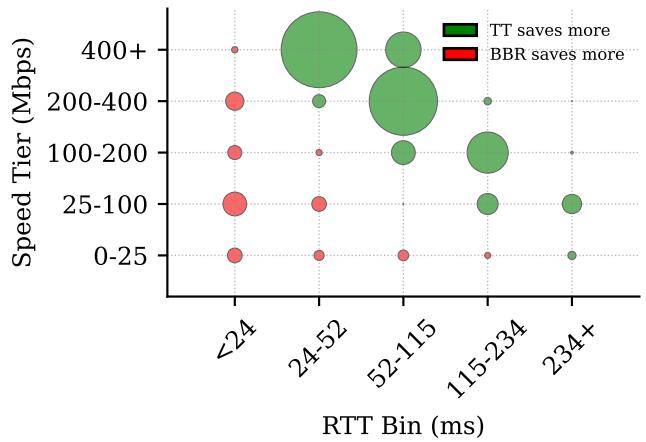 TT saves more
BBR saves more
Speed Tier (Mbps)
400+
200-400
100-200
25-100
0-25
<24
24-52
52-115
115-234
234+
RTT Bin (ms)